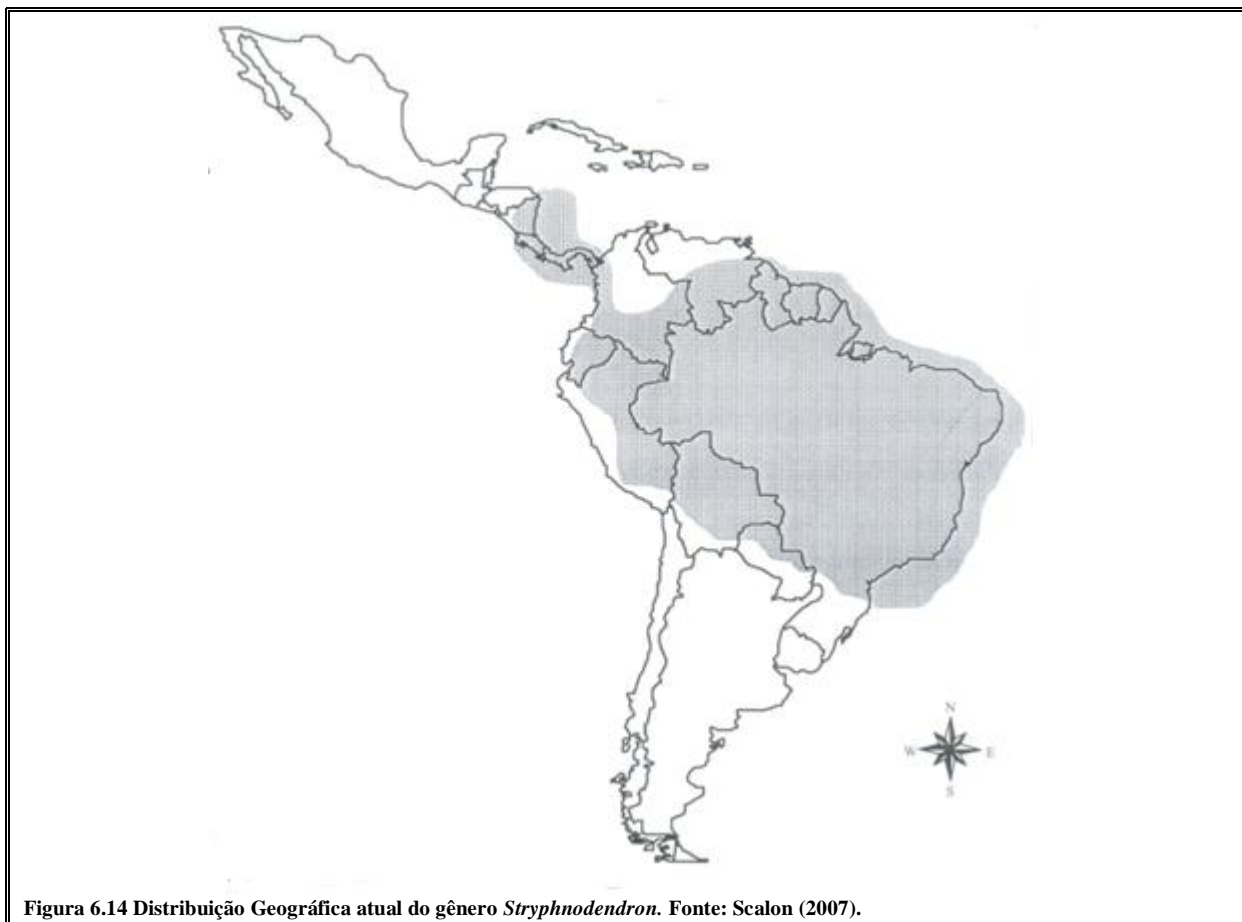 N
W E
S
Figura 6.14 Distribuição Geográfica atual do gênero Stryphnodendron. Fonte: Scalon (2007).